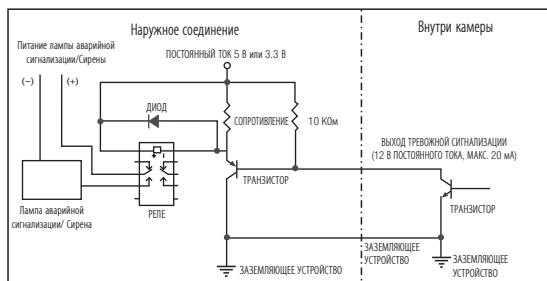 Наружное соединение
Внутри камеры
Питание лампы аварийной
сигнализации/Сирены
(−)
(+)
ПОСТОЯННЫЙ ТОК 5 В или 3.3 В
ДИОД
СОПРОТИВЛЕНИЕ
10 КОм
ВЫХОД ТРЕВОЖНОЙ СИГНАЛИЗАЦИИ
(12 В ПОСТОЯННОГО ТОКА, МАКС. 20 мА)
ТРАНЗИСТОР
ТРАНЗИСТОР
Лампа аварийной
сигнализации/ Сирена
РЕЛЕ
ЗАЗЕМЛЯЮЩЕЕ УСТРОЙСТВО
ЗАЗЕМЛЯЮЩЕЕ
УСТРОЙСТВО
ЗАЗЕМЛЯЮЩЕЕ
УСТРОЙСТВО